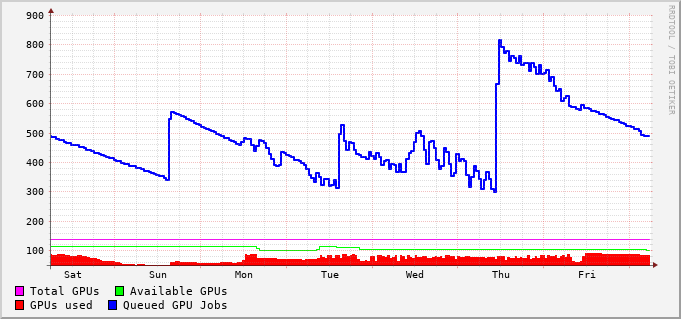 900
800
700
600
500
400
300
200
100
Sat Sun Mon Tue Wed Thu Fri
Total GPUs Available GPUs
GPUs used Queued GPU Jobs
RRDTOOL / TOBI OETIKER